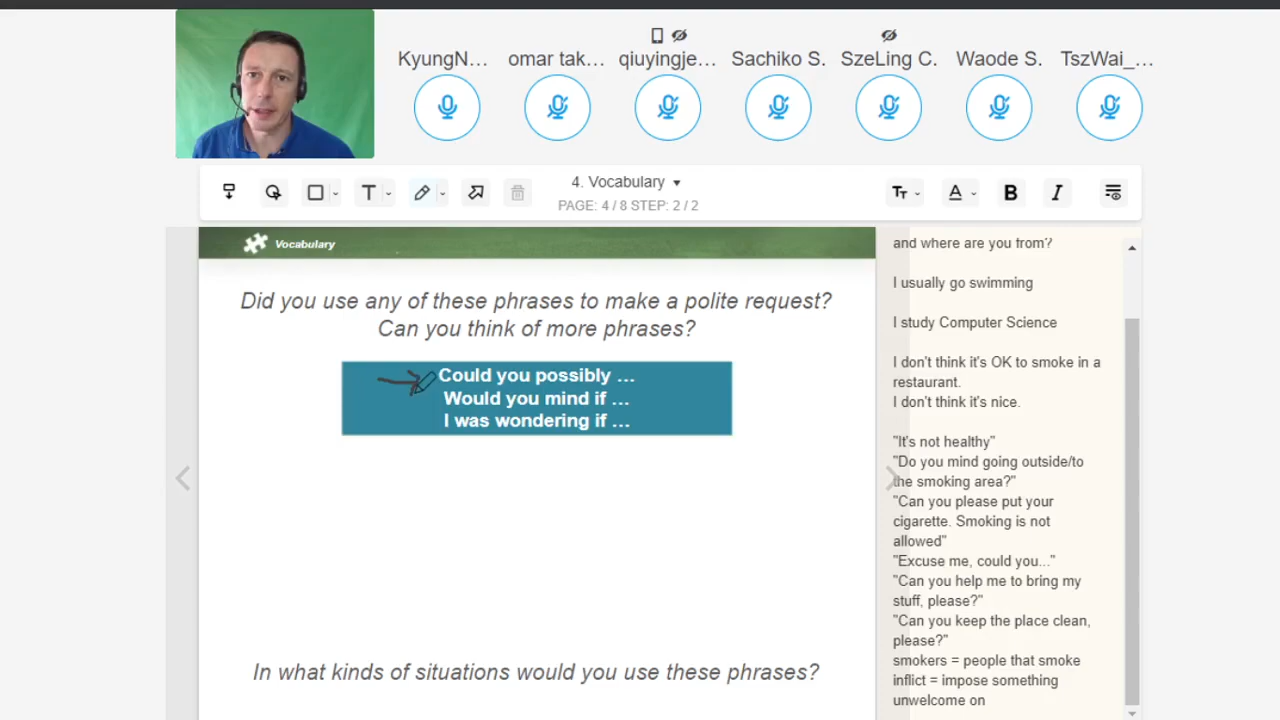 KyungN...
omar tak...
qiuyingje...
Sachiko S.
SzeLing C.
Waode S.
TszWai_...
4. Vocabulary
PAGE: 4 / 8 STEP: 2 / 2
T
TT
A
B
I
Vocabulary
Did you use any of these phrases to make a polite request?
Can you think of more phrases?
Could you possibly ...
Would you mind if ...
I was wondering if ...
In what kinds of situations would you use these phrases?
and where are you from?
I usually go swimming
I study Computer Science
I don't think it's OK to smoke in a
restaurant.
I don't think it's nice.
"It's not healthy"
"Do you mind going outside/to
the smoking area?"
"Can you please put your
cigarette. Smoking is not
allowed"
"Excuse me, could you..."
"Can you help me to bring my
stuff, please?"
"Can you keep the place clean,
please?"
smokers = people that smoke
inflict = impose something
unwelcome on